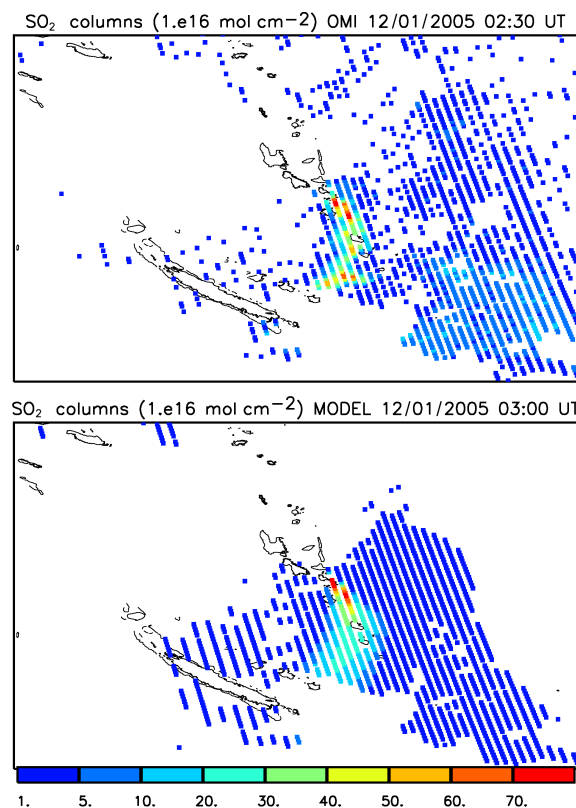 SO₂ columns (1.e16 mol cm⁻²) OMI 12/01/2005 02:30 UT
SO₂ columns (1.e16 mol cm⁻²) MODEL 12/01/2005 03:00 UT
1. 5. 10. 20. 30. 40. 50. 60. 70.